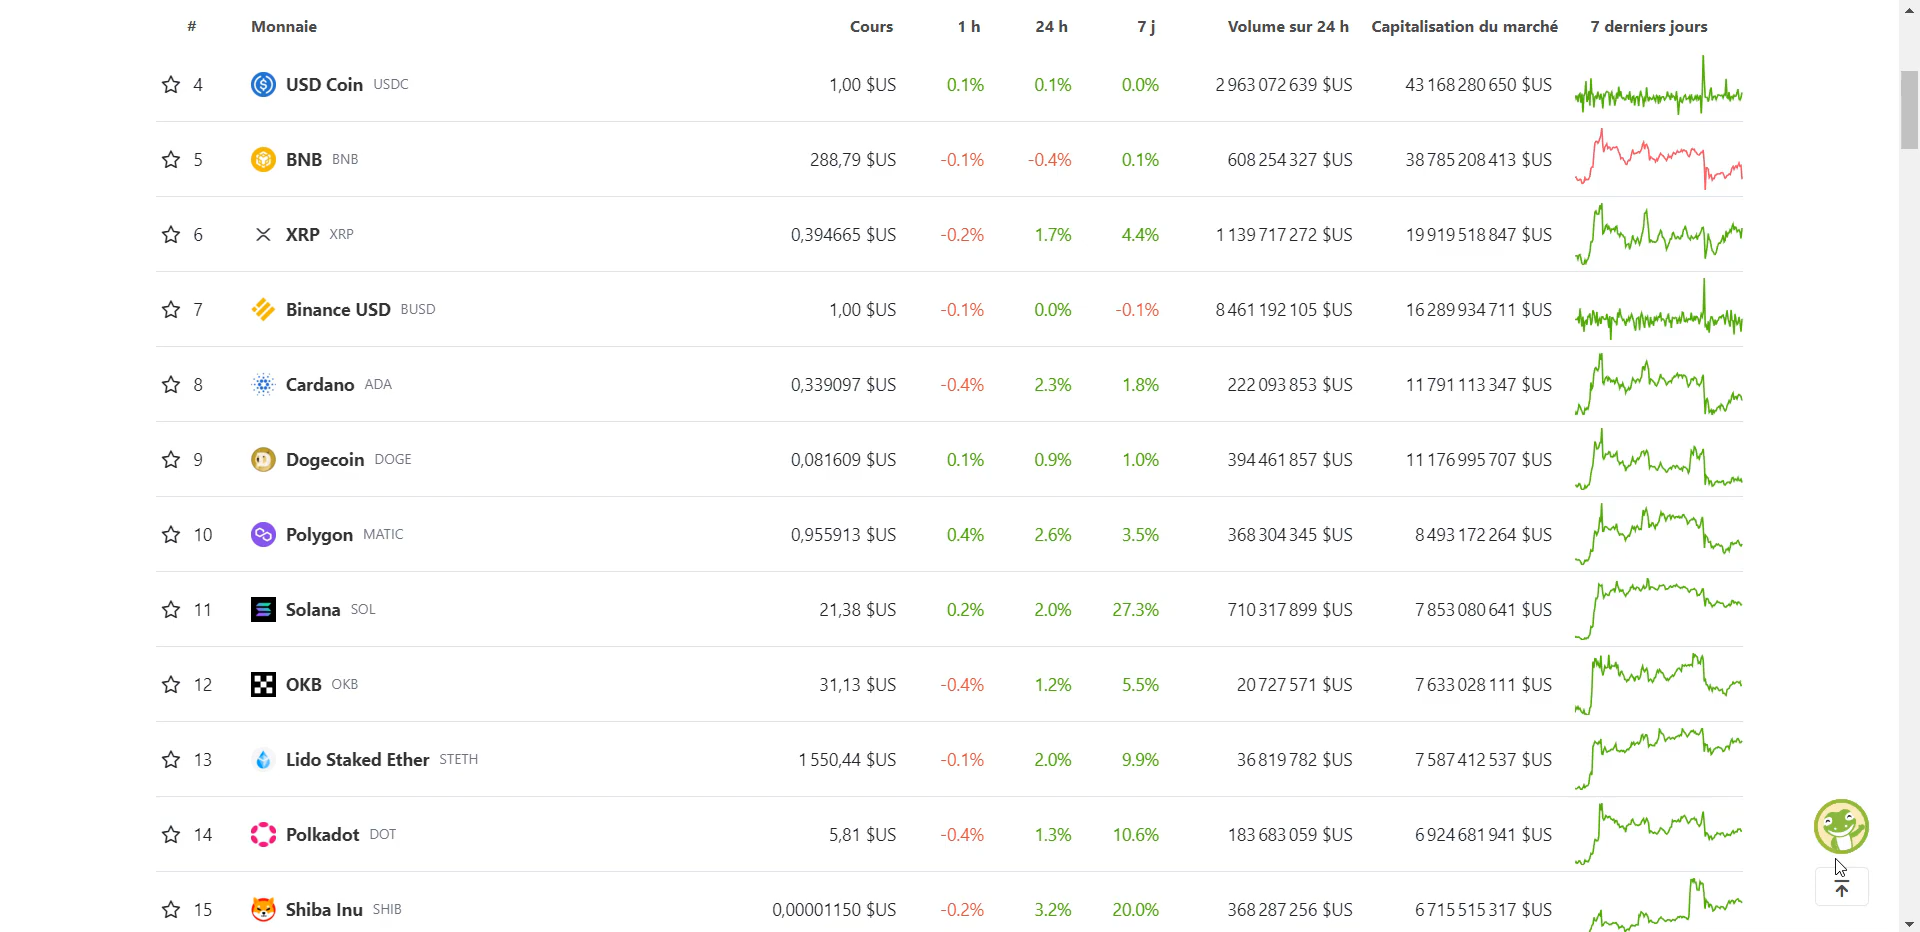 # Monnaie Cours 1 h 24 h 7 j Volume sur 24 h Capitalisation du marché 7 derniers jours
4 USD Coin USDC 1,00 $US 0.1% 0.1% 0.0% 2 963 072 639 $US 43 168 280 650 $US
5 BNB BNB 288,79 $US -0.1% -0.4% 0.1% 608 254 327 $US 38 785 208 413 $US
6 XRP XRP 0,394665 $US -0.2% 1.7% 4.4% 1 139 717 272 $US 19 919 518 847 $US
7 Binance USD BUSD 1,00 $US -0.1% 0.0% -0.1% 8 461 192 105 $US 16 289 934 711 $US
8 Cardano ADA 0,339097 $US -0.4% 2.3% 1.8% 222 093 853 $US 11 791 113 347 $US
9 Dogecoin DOGE 0,081609 $US 0.1% 0.9% 1.0% 394 461 857 $US 11 176 995 707 $US
10 Polygon MATIC 0,955913 $US 0.4% 2.6% 3.5% 368 304 345 $US 8 493 172 264 $US
11 Solana SOL 21,38 $US 0.2% 2.0% 27.3% 710 317 899 $US 7 853 080 641 $US
12 OKB OKB 31,13 $US -0.4% 1.2% 5.5% 20 727 571 $US 7 633 028 111 $US
13 Lido Staked Ether STETH 1 550,44 $US -0.1% 2.0% 9.9% 36 819 782 $US 7 587 412 537 $US
14 Polkadot DOT 5,81 $US -0.4% 1.3% 10.6% 183 683 059 $US 6 924 681 941 $US
15 Shiba Inu SHIB 0,00001150 $US -0.2% 3.2% 20.0% 368 287 256 $US 6 715 515 317 $US